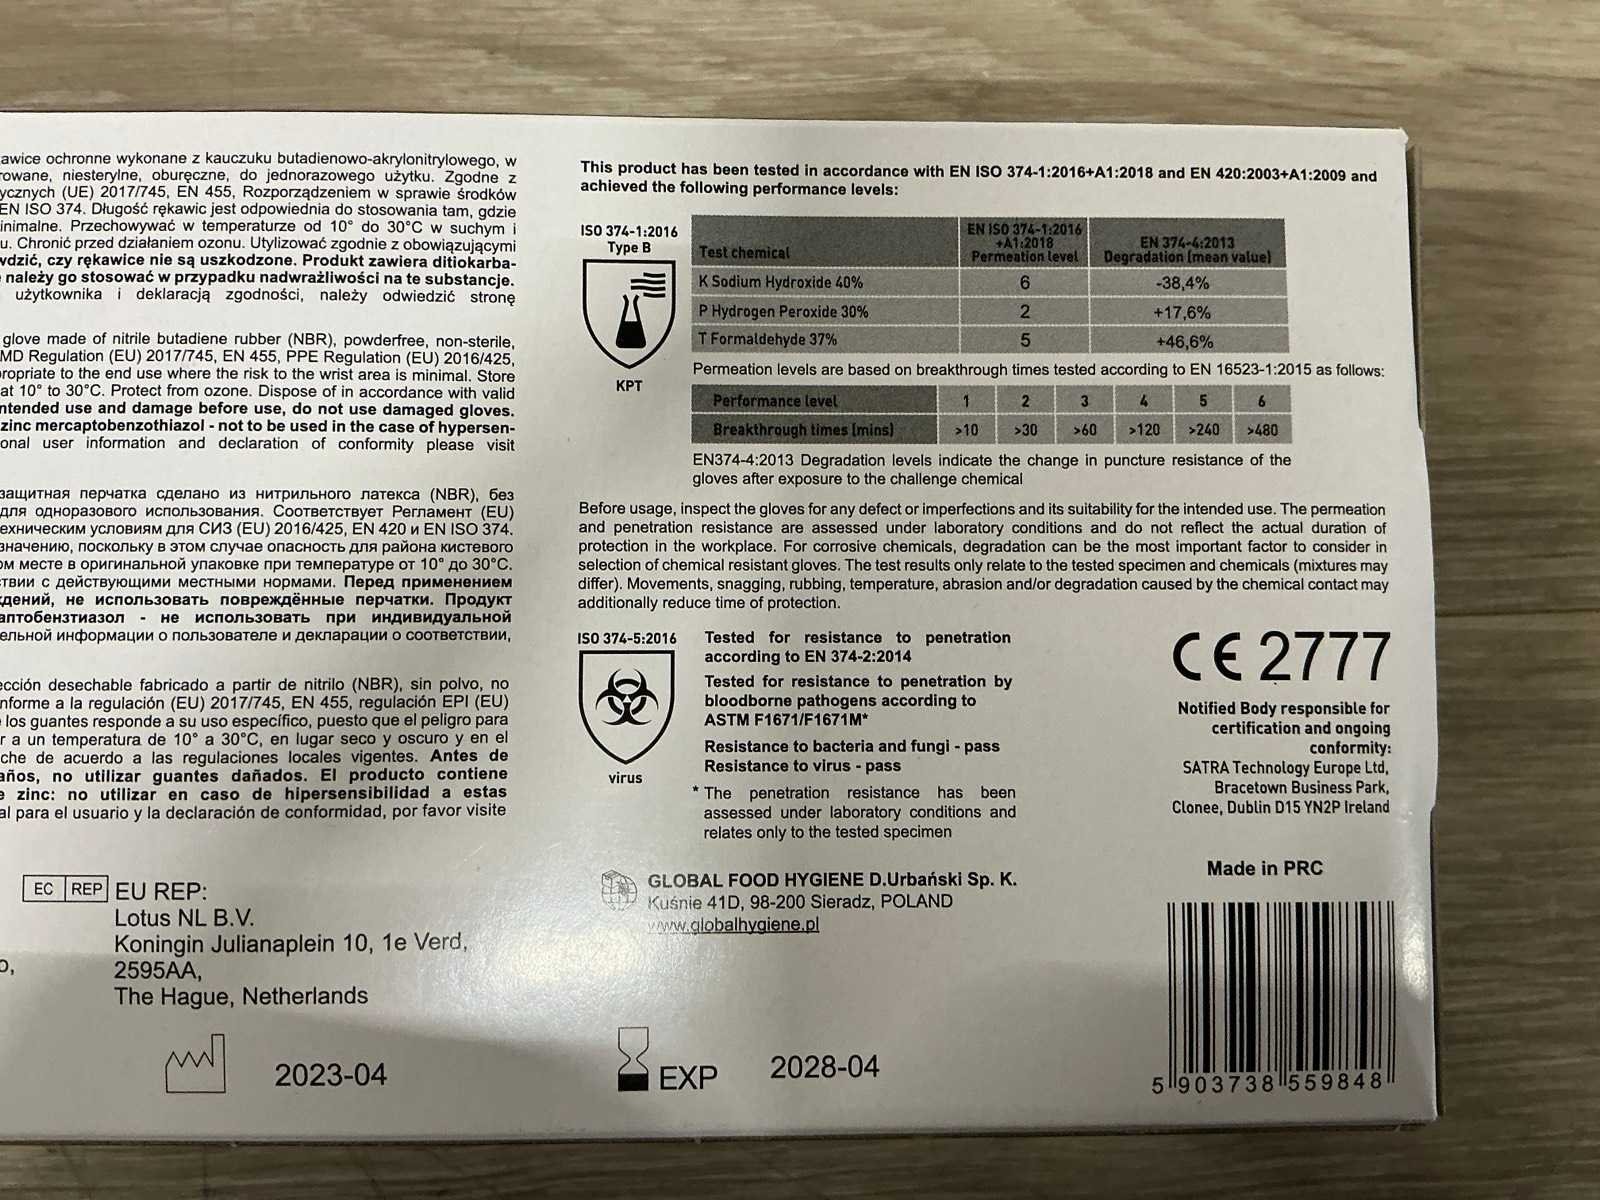 awice ochronne wykonane z kauczuku butadienowo-akrylonitrylowego, w
rowane, niesterylne, oburęczne, do jednorazowego użytku. Zgodne z
ycznych (UE) 2017/745, EN 455, Rozporządzeniem w sprawie środków
EN ISO 374. Długość rękawic jest odpowiednia do stosowania tam, gdzie
inimalne. Przechowywać w temperaturze od 10° do 30°C w suchym i
u. Chronić przed działaniem ozonu. Utylizować zgodnie z obowiązującymi
wdzić, czy rękawice nie są uszkodzone. Produkt zawiera ditiokarba-
należy go stosować w przypadku nadwrażliwości na te substancje.
użytkownika i deklaracją zgodności, należy odwiedzić stronę
glove made of nitrile butadiene rubber (NBR), powderfree, non-sterile,
MD Regulation (EU) 2017/745, EN 455, PPE Regulation (EU) 2016/425,
propriate to the end use where the risk to the wrist area is minimal. Store
at 10° to 30°C. Protect from ozone. Dispose of in accordance with valid
ntended use and damage before use, do not use damaged gloves.
zinc mercaptobenzothiazol - not to be used in the case of hypersen-
onal user information and declaration of conformity please visit
защитная перчатка сделано из нитрильного латекса (NBR), без
для одноразового использования. Соответствует Регламент (EU)
ехническим условиям для СИЗ (EU) 2016/425, EN 420 и EN ISO 374.
значению, поскольку в этом случае опасность для района кистевого
ом месте в оригинальной упаковке при температуре от 10° до 30°C.
ствии с действующими местными нормами. Перед применением
дений, не использовать повреждённые перчатки. Продукт
аптобензтиазол - не использовать при индивидуальной
ельной информации о пользователе и декларации о соответствии,
ección desechable fabricado a partir de nitrilo (NBR), sin polvo, no
nforme a la regulación (EU) 2017/745, EN 455, regulación EPI (EU)
los guantes responde a su uso específico, puesto que el peligro para
r a un temperatura de 10° a 30°C, en lugar seco y oscuro y en el
che de acuerdo a las regulaciones locales vigentes. Antes de
años, no utilizar guantes dañados. El producto contiene
e zinc: no utilizar en caso de hipersensibilidad a estas
al para el usuario y la declaración de conformidad, por favor visite
EC REP EU REP:
Lotus NL B.V.
Koningin Julianaplein 10, 1e Verd,
2595AA,
The Hague, Netherlands
o,
2023-04
This product has been tested in accordance with EN ISO 374-1:2016+A1:2018 and EN 420:2003+A1:2009 and
achieved the following performance levels:
ISO 374-1:2016
Type B
KPT
Test chemical EN ISO 374-1:2016 +A1:2018 Permeation level EN 374-4:2013 Degradation (mean value)
K Sodium Hydroxide 40% 6 -38,4%
P Hydrogen Peroxide 30% 2 +17,6%
T Formaldehyde 37% 5 +46,6%
Permeation levels are based on breakthrough times tested according to EN 16523-1:2015 as follows:
Performance level 1 2 3 4 5 6
Breakthrough times (mins) >10 >30 >60 >120 >240 >480
EN374-4:2013 Degradation levels indicate the change in puncture resistance of the
gloves after exposure to the challenge chemical
Before usage, inspect the gloves for any defect or imperfections and its suitability for the intended use. The permeation
and penetration resistance are assessed under laboratory conditions and do not reflect the actual duration of
protection in the workplace. For corrosive chemicals, degradation can be the most important factor to consider in
selection of chemical resistant gloves. The test results only relate to the tested specimen and chemicals (mixtures may
differ). Movements, snagging, rubbing, temperature, abrasion and/or degradation caused by the chemical contact may
additionally reduce time of protection.
ISO 374-5:2016
virus
Tested for resistance to penetration
according to EN 374-2:2014
Tested for resistance to penetration by
bloodborne pathogens according to
ASTM F1671/F1671M*
Resistance to bacteria and fungi - pass
Resistance to virus - pass
* The penetration resistance has been
assessed under laboratory conditions and
relates only to the tested specimen
CE 2777
Notified Body responsible for
certification and ongoing
conformity:
SATRA Technology Europe Ltd,
Bracetown Business Park,
Clonee, Dublin D15 YN2P Ireland
GLOBAL FOOD HYGIENE D.Urbański Sp. K.
Kuśnie 41D, 98-200 Sieradz, POLAND
www.globalhygiene.pl
Made in PRC
EXP 2028-04
5 903738 559848